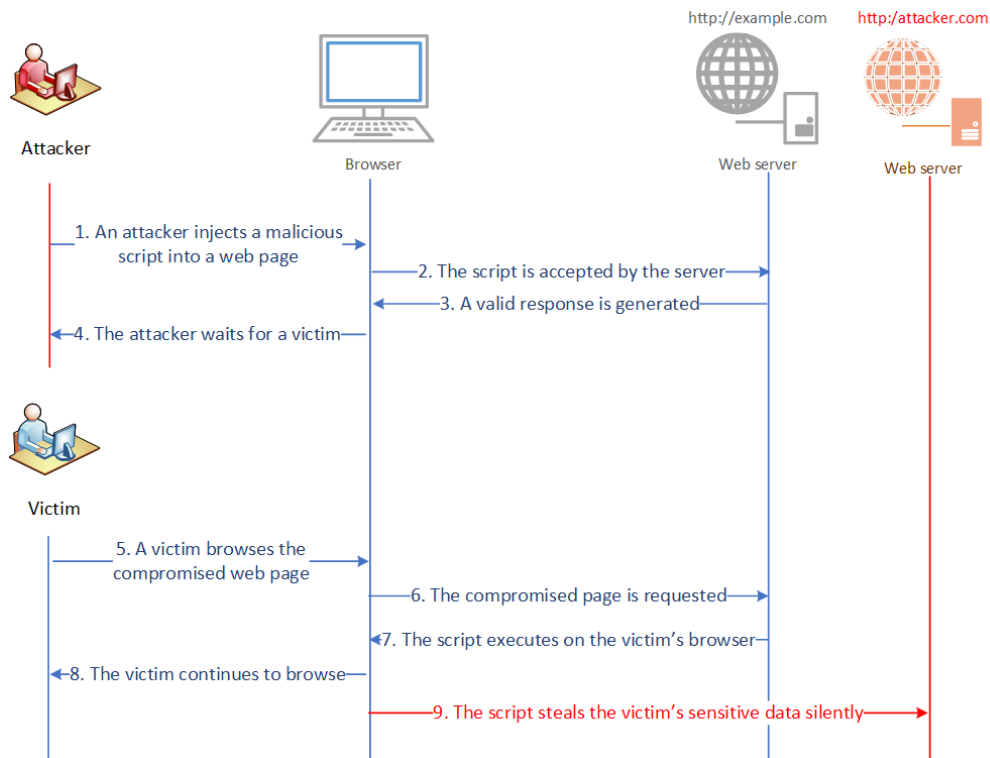 http://example.com
http:/attacker.com
Attacker
Browser
Web server
Web server
1. An attacker injects a malicious
script into a web page
2. The script is accepted by the server
3. A valid response is generated
4. The attacker waits for a victim
Victim
5. A victim browses the
compromised web page
6. The compromised page is requested
7. The script executes on the victim’s browser
8. The victim continues to browse
9. The script steals the victim’s sensitive data silently